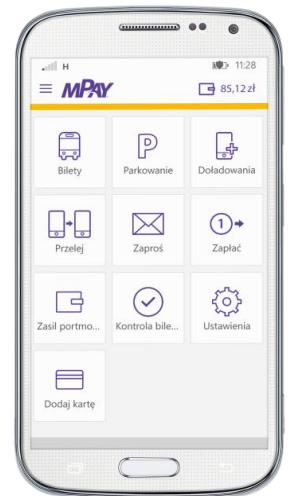 H 11:28
mPAY 85,12 zł
Bilety Parkowanie Doładowania
Przelej Zaproś 1 Zapłać
Zasil portmo... Kontrola bile... Ustawienia
Dodaj kartę